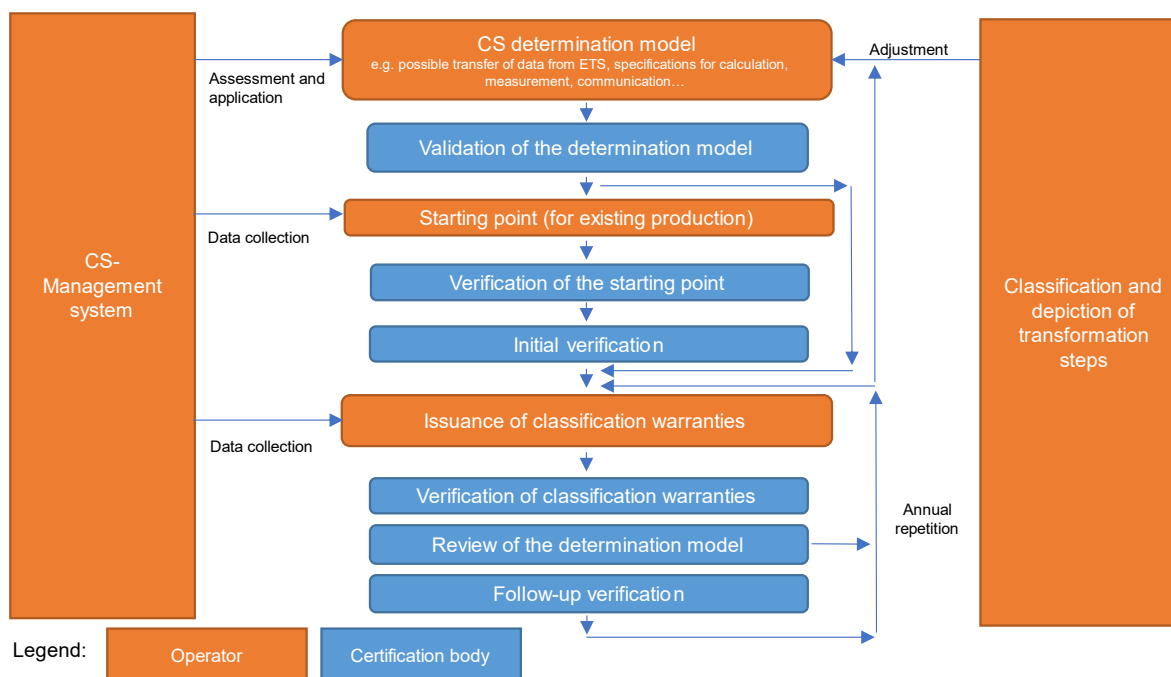 CS determination model
e.g. possible transfer of data from ETS, specifications for calculation,
measurement, communication…
Adjustment
Assessment and
application
Validation of the determination model
Starting point (for existing production)
Data collection
CS-
Management
system
Verification of the starting point
Classification and
depiction of
transformation
steps
Initial verification
Issuance of classification warranties
Data collection
Verification of classification warranties
Annual
repetition
Review of the determination model
Follow-up verification
Legend:
Operator
Certification body